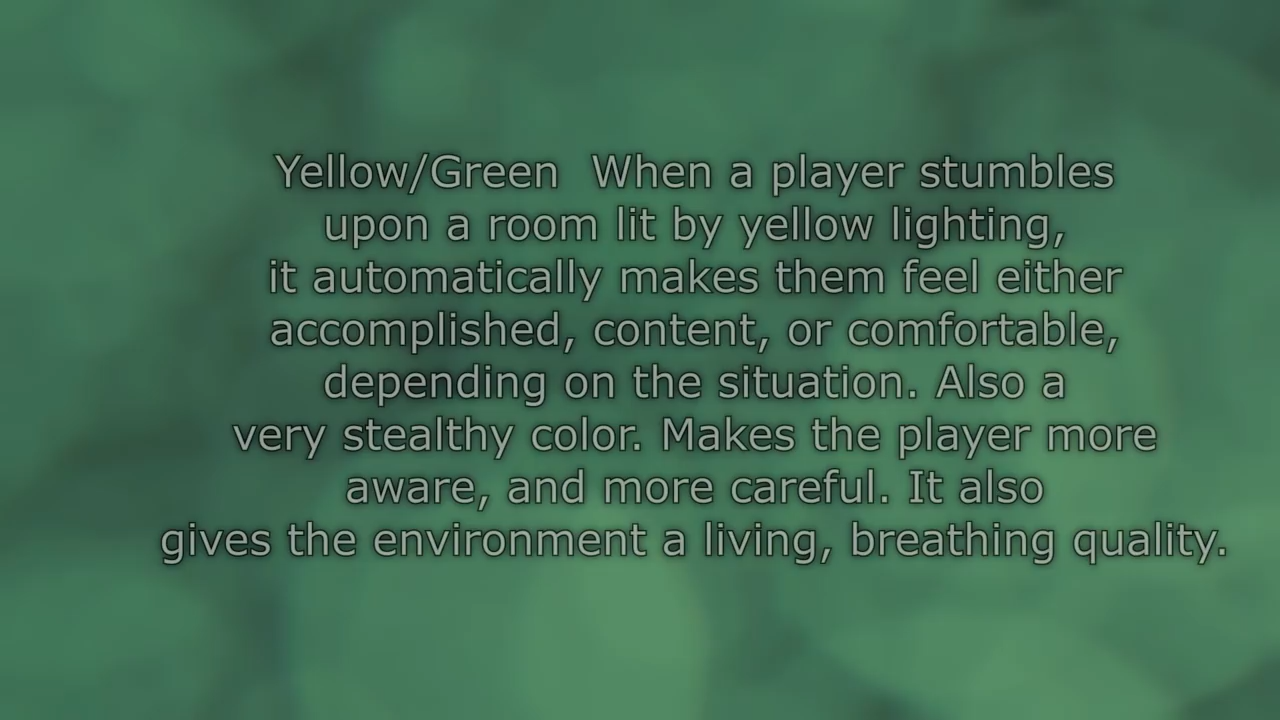 Yellow/Green  When a player stumbles
upon a room lit by yellow lighting,
it automatically makes them feel either
accomplished, content, or comfortable,
depending on the situation. Also a
very stealthy color. Makes the player more
aware, and more careful. It also
gives the environment a living, breathing quality.